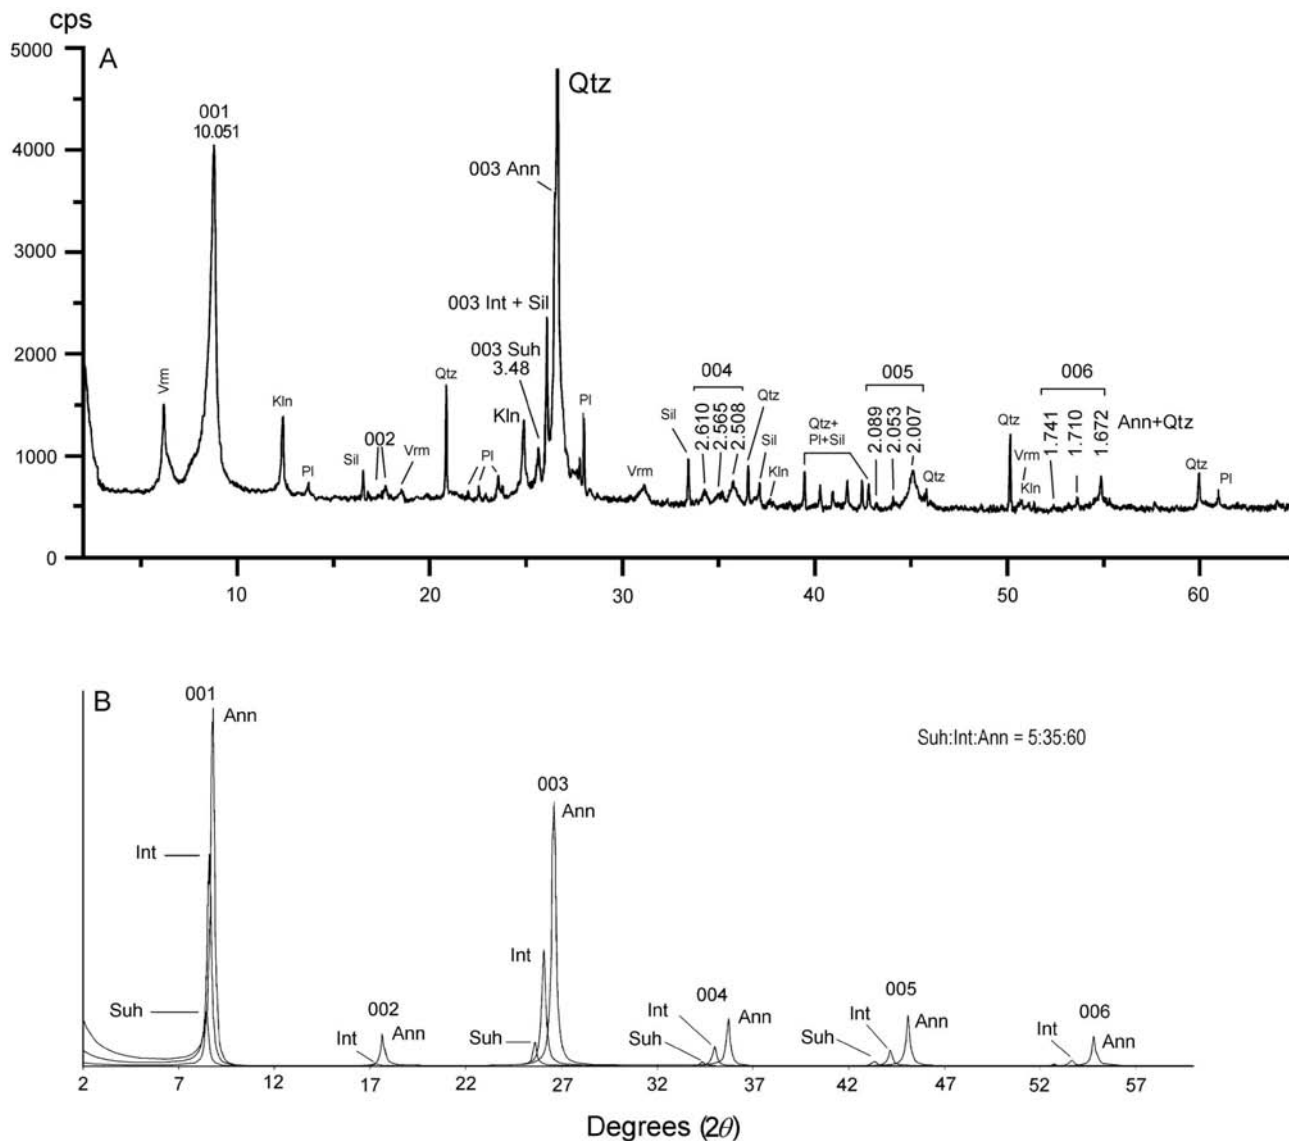 cps
A
5000
4000
3000
2000
1000
0
10
20
30
40
50
60
001
10.051
Vrm
Kln
Pl
Sil
002
Vrm
Qtz
Pl
Kln
003 Suh
3.48
003 Int + Sil
003 Ann
Qtz
Pl
Vrm
Sil
004
2.610
2.565
2.508
Qtz
Sil
Kln
Qtz+
Pl+Sil
005
2.089
2.053
2.007
Qtz
Qtz
Vrm
Kln
006
1.741
1.710
1.672
Ann+Qtz
Qtz
Pl
B
001
Ann
Int
Suh
002
Int
Ann
003
Ann
Int
Suh
004
Int
Ann
Suh
005
Int
Ann
Suh
006
Int
Ann
Suh:Int:Ann = 5:35:60
2
7
12
17
22
27
32
37
42
47
52
57
Degrees (2θ)